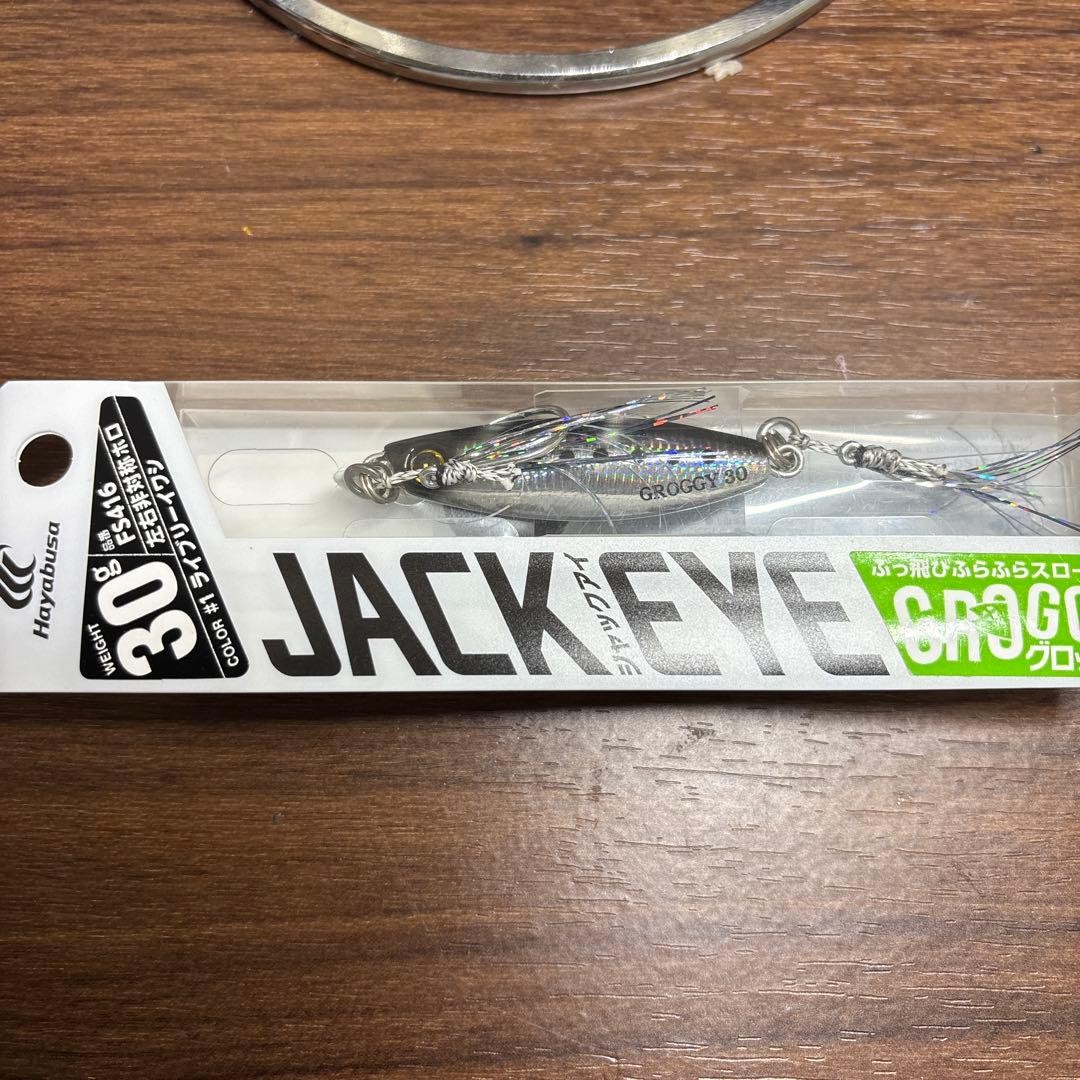 Hayabusa
WEIGHT
30g
品番
FS416
左右非対称ホロ
COLOR #1 ライブリーイワシ
GROGGY 30
JACK EYE
ジャックアイ
ぶっ飛びふらふらスロー
GROGG
グロッ